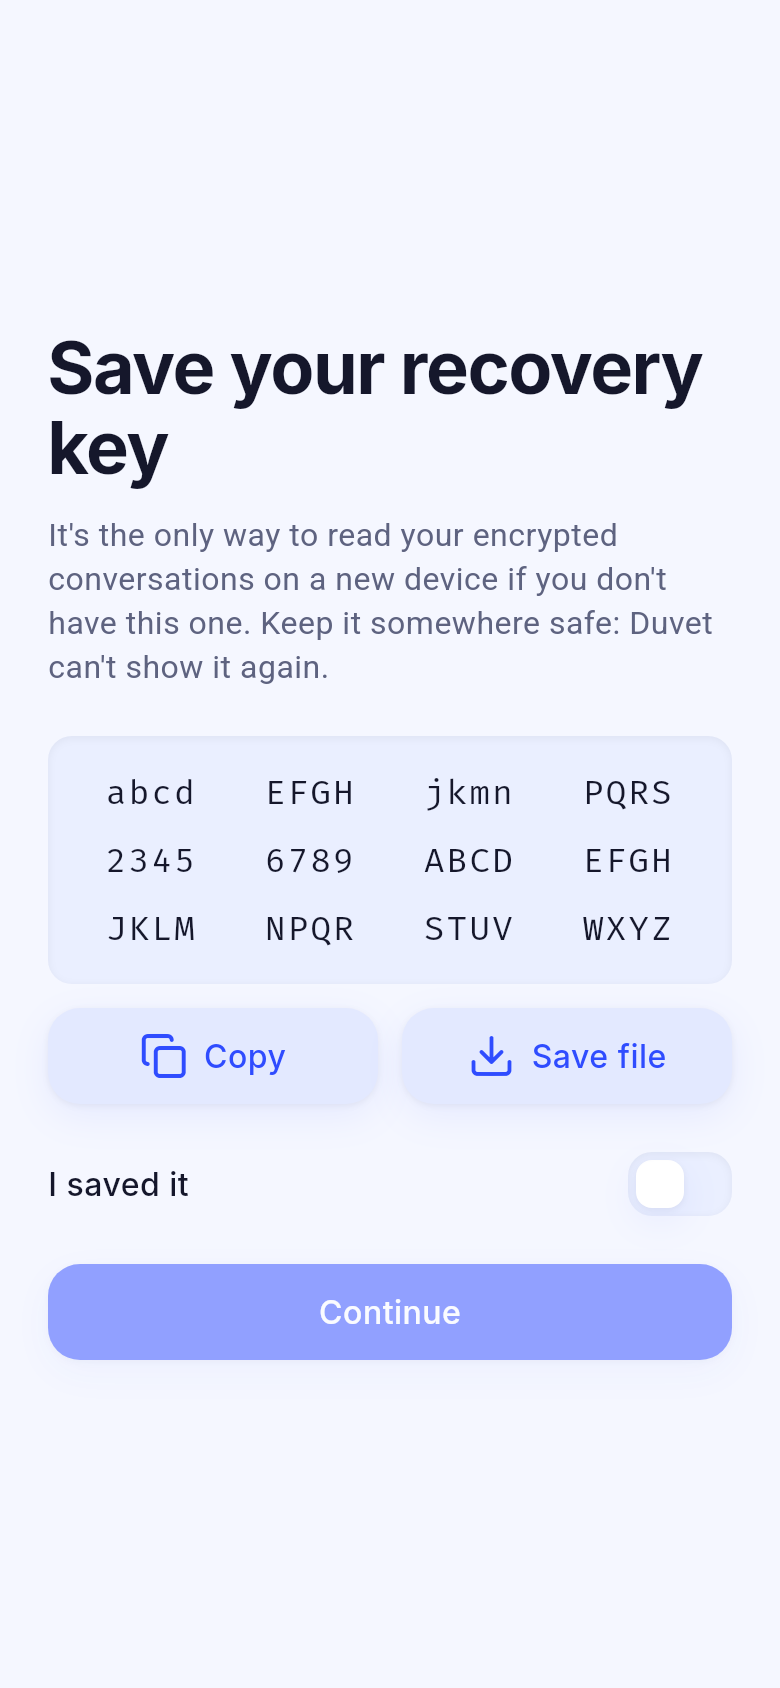 Save your recovery
key
It's the only way to read your encrypted
conversations on a new device if you don't
have this one. Keep it somewhere safe: Duvet
can't show it again.
abcd EFGH jkmn PQRS
2345 6789 ABCD EFGH
JKLM NPQR STUV WXYZ
Copy Save file
I saved it
Continue